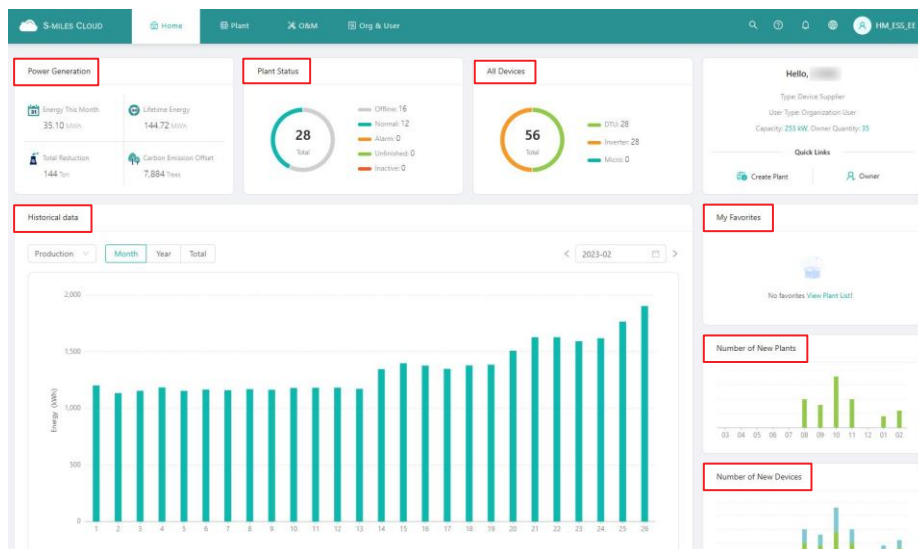 S-MILES CLOUD
Home
Plant
O&M
Org & User
HM_ESS_EE
Power Generation
Energy This Month
35.10 MWh
Lifetime Energy
144.72 MWh
Total Reduction
144 Ton
Carbon Emission Offset
7,884 Trees
Plant Status
28
Total
Offline: 16
Normal: 12
Alarm: 0
Unfinished: 0
Inactive: 0
All Devices
56
Total
DTU: 28
Inverter: 28
Micro: 0
Hello,
Type: Device Supplier
User Type: Organization User
Capacity: 253 kW, Owner Quantity: 35
Quick Links
Create Plant
Owner
Historical data
Production
Month
Year
Total
2023-02
Energy (kWh)
2,000
1,500
1,000
500
0
1 2 3 4 5 6 7 8 9 10 11 12 13 14 15 16 17 18 19 20 21 22 23 24 25 26
My Favorites
No favorites View Plant List!
Number of New Plants
03 04 05 06 07 08 09 10 11 12 01 02
Number of New Devices